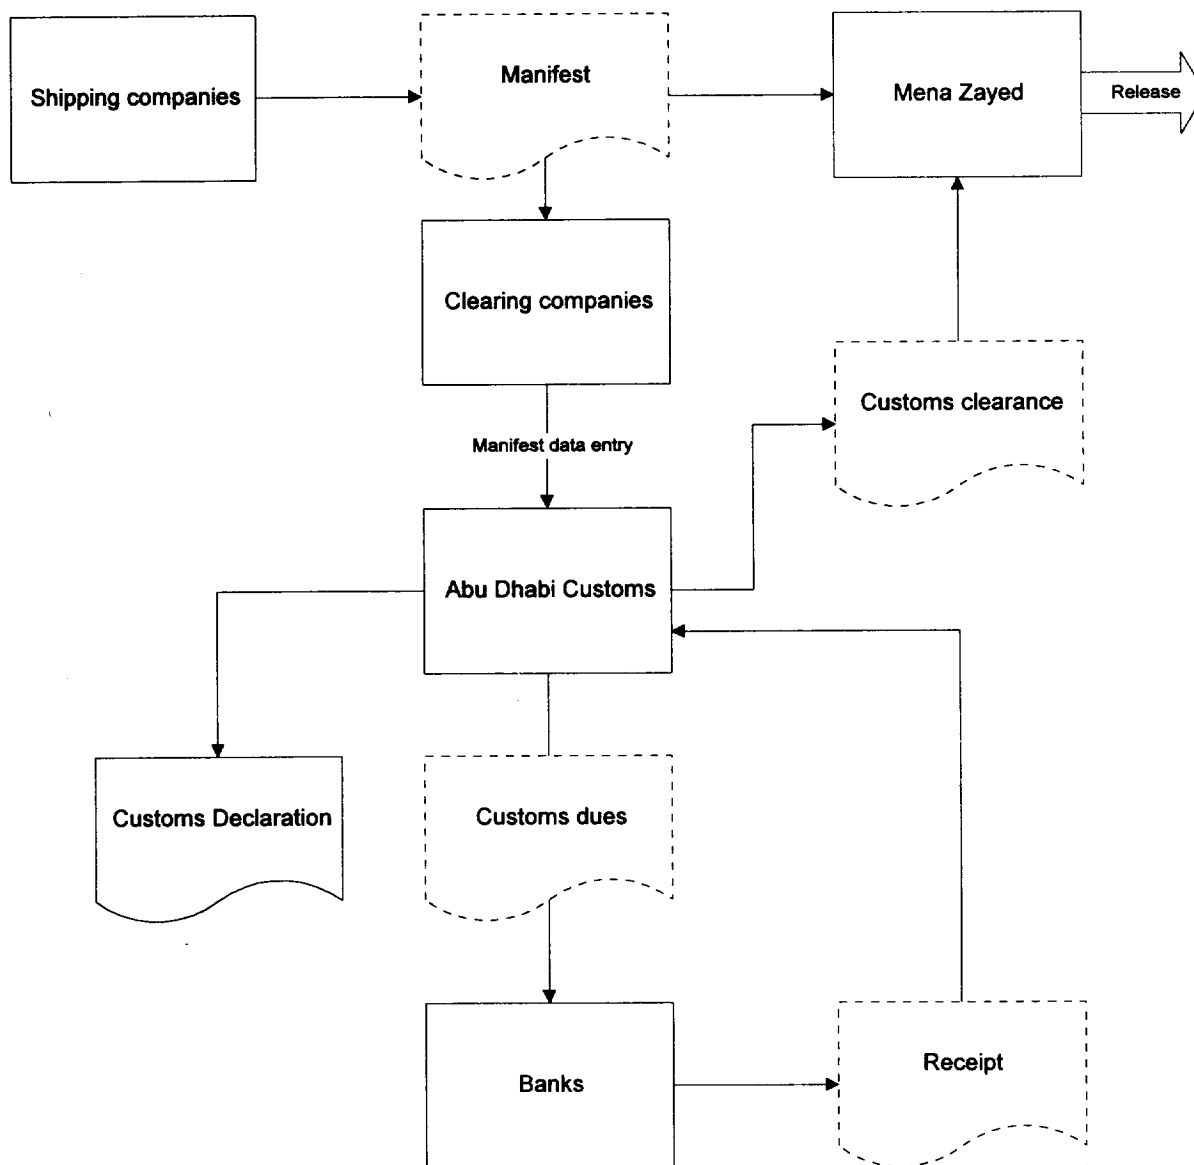 Shipping companies
Manifest
Mena Zayed
Release
Clearing companies
Customs clearance
Manifest data entry
Abu Dhabi Customs
Customs Declaration
Customs dues
Banks
Receipt